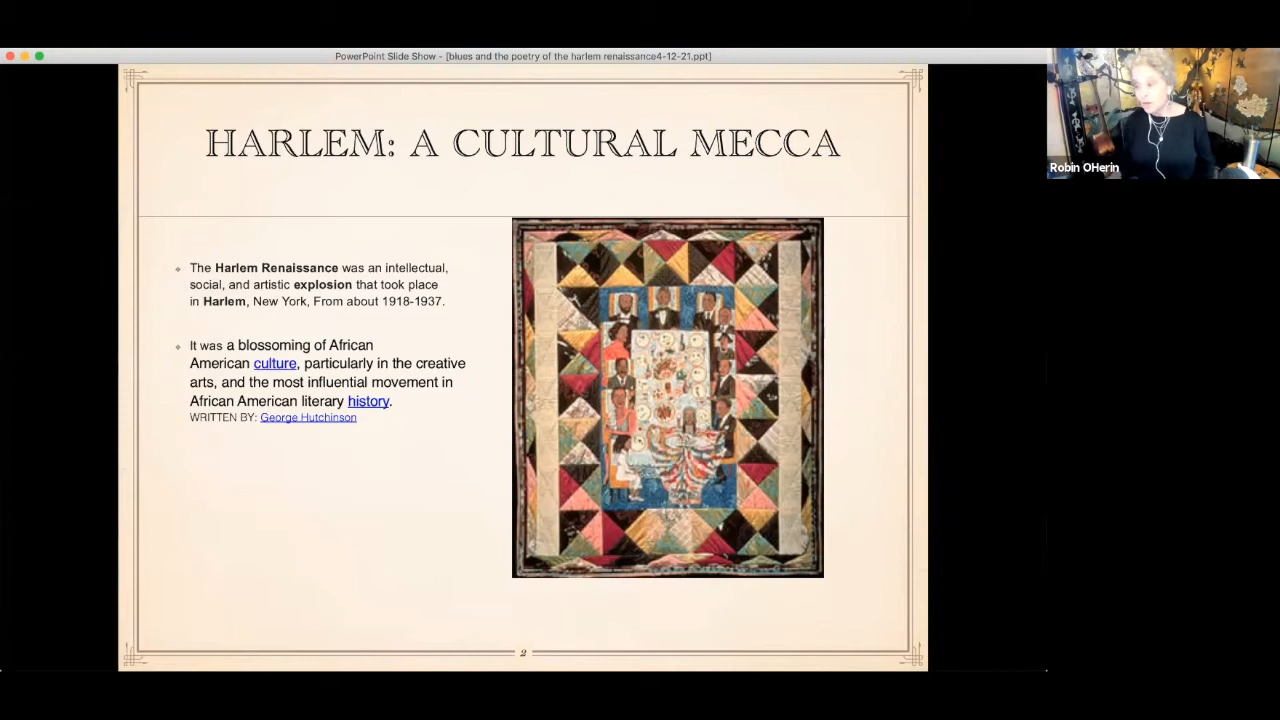 PowerPoint Slide Show - [blues and the poetry of the harlem renaissance4-12-21.ppt]
HARLEM: A CULTURAL MECCA
The Harlem Renaissance was an intellectual,
social, and artistic explosion that took place
in Harlem, New York, From about 1918-1937.
It was a blossoming of African
American culture, particularly in the creative
arts, and the most influential movement in
African American literary history.
WRITTEN BY: George Hutchinson
2
Robin OHerin